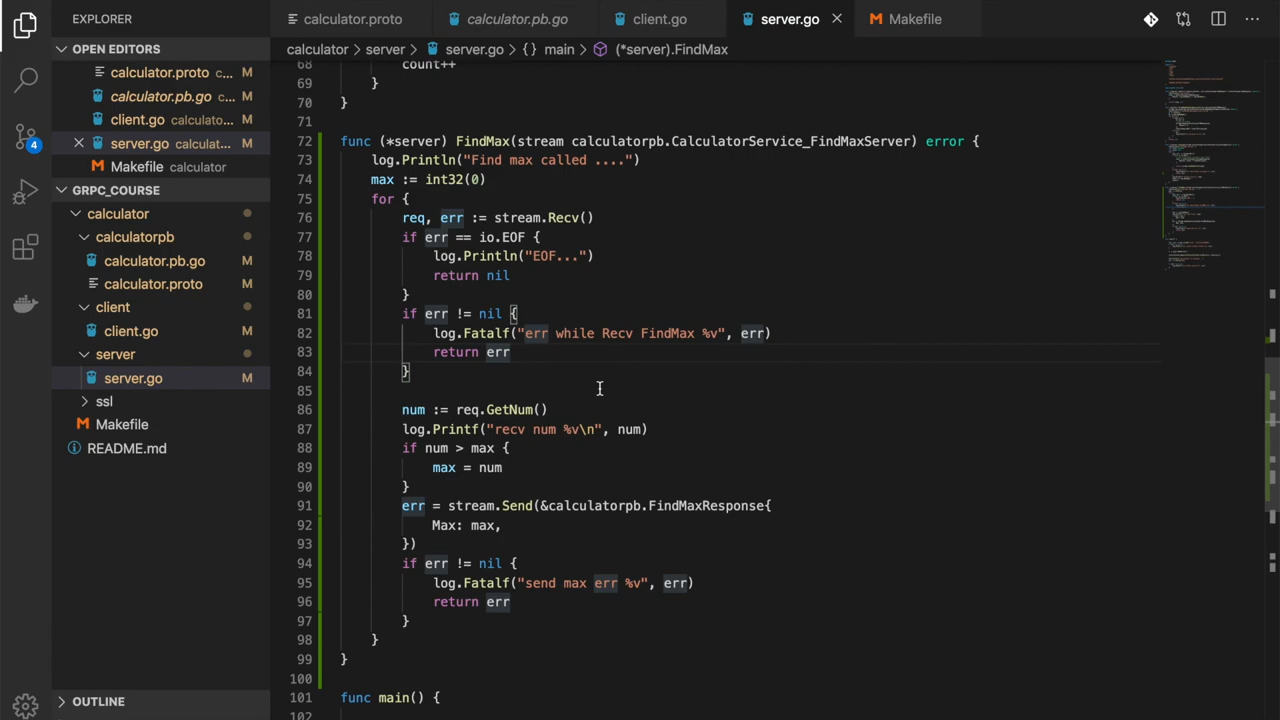 EXPLORER
calculator.proto
calculator.pb.go
client.go
server.go
Makefile
OPEN EDITORS
calculator.proto c... M
calculator.pb.go c... M
client.go calculato... M
server.go calculat... M
Makefile calculator M
GRPC_COURSE
calculator
calculatorpb
calculator.pb.go M
calculator.proto M
client
client.go M
server
server.go M
ssl
Makefile M
README.md
OUTLINE
4
calculator > server > server.go > {} main > (*server).FindMax
68 count++
69 }
70 }
71
72 func (*server) FindMax(stream calculatorpb.CalculatorService_FindMaxServer) error {
73 log.Println("Find max called ....")
74 max := int32(0)
75 for {
76 req, err := stream.Recv()
77 if err == io.EOF {
78 log.Println("EOF...")
79 return nil
80 }
81 if err != nil {
82 log.Fatalf("err while Recv FindMax %v", err)
83 return err
84 }
85
86 num := req.GetNum()
87 log.Printf("recv num %v\n", num)
88 if num > max {
89 max = num
90 }
91 err = stream.Send(&calculatorpb.FindMaxResponse{
92 Max: max,
93 })
94 if err != nil {
95 log.Fatalf("send max err %v", err)
96 return err
97 }
98 }
99 }
100
101 func main() {
102